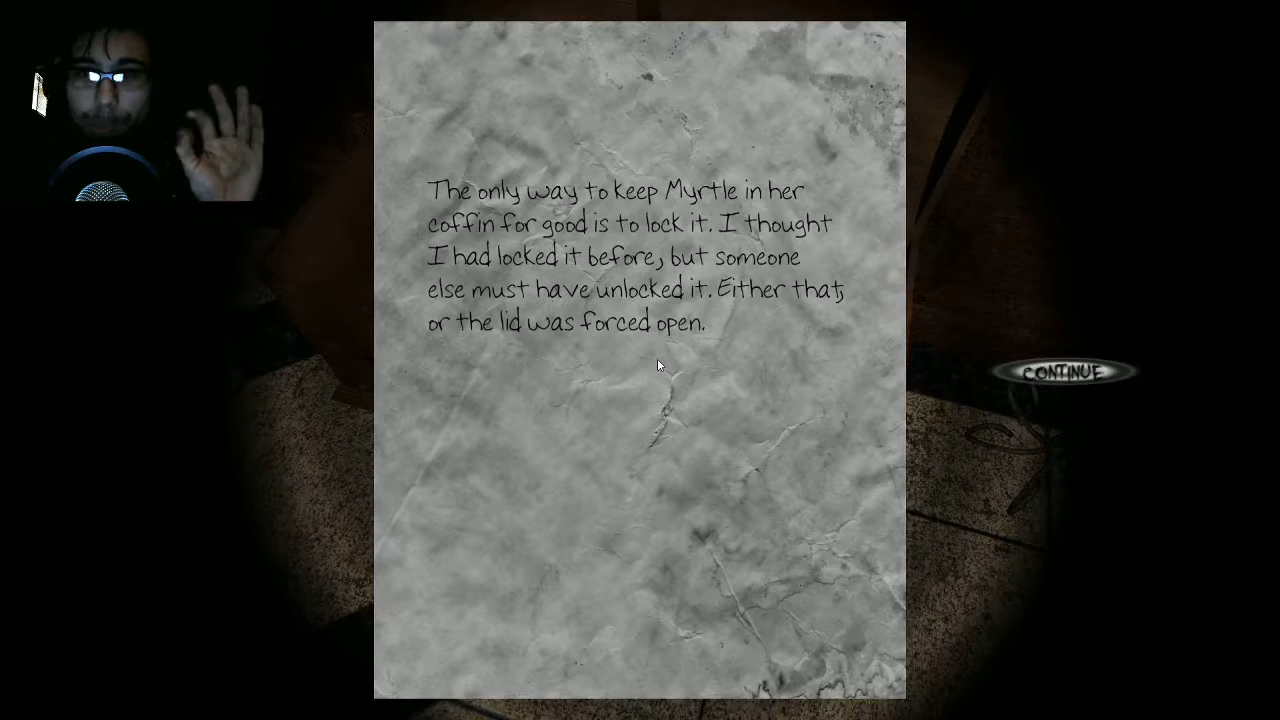 The only way to keep Myrtle in her
coffin for good is to lock it. I thought
I had locked it before, but someone
else must have unlocked it. Either that,
or the lid was forced open.
CONTINUE